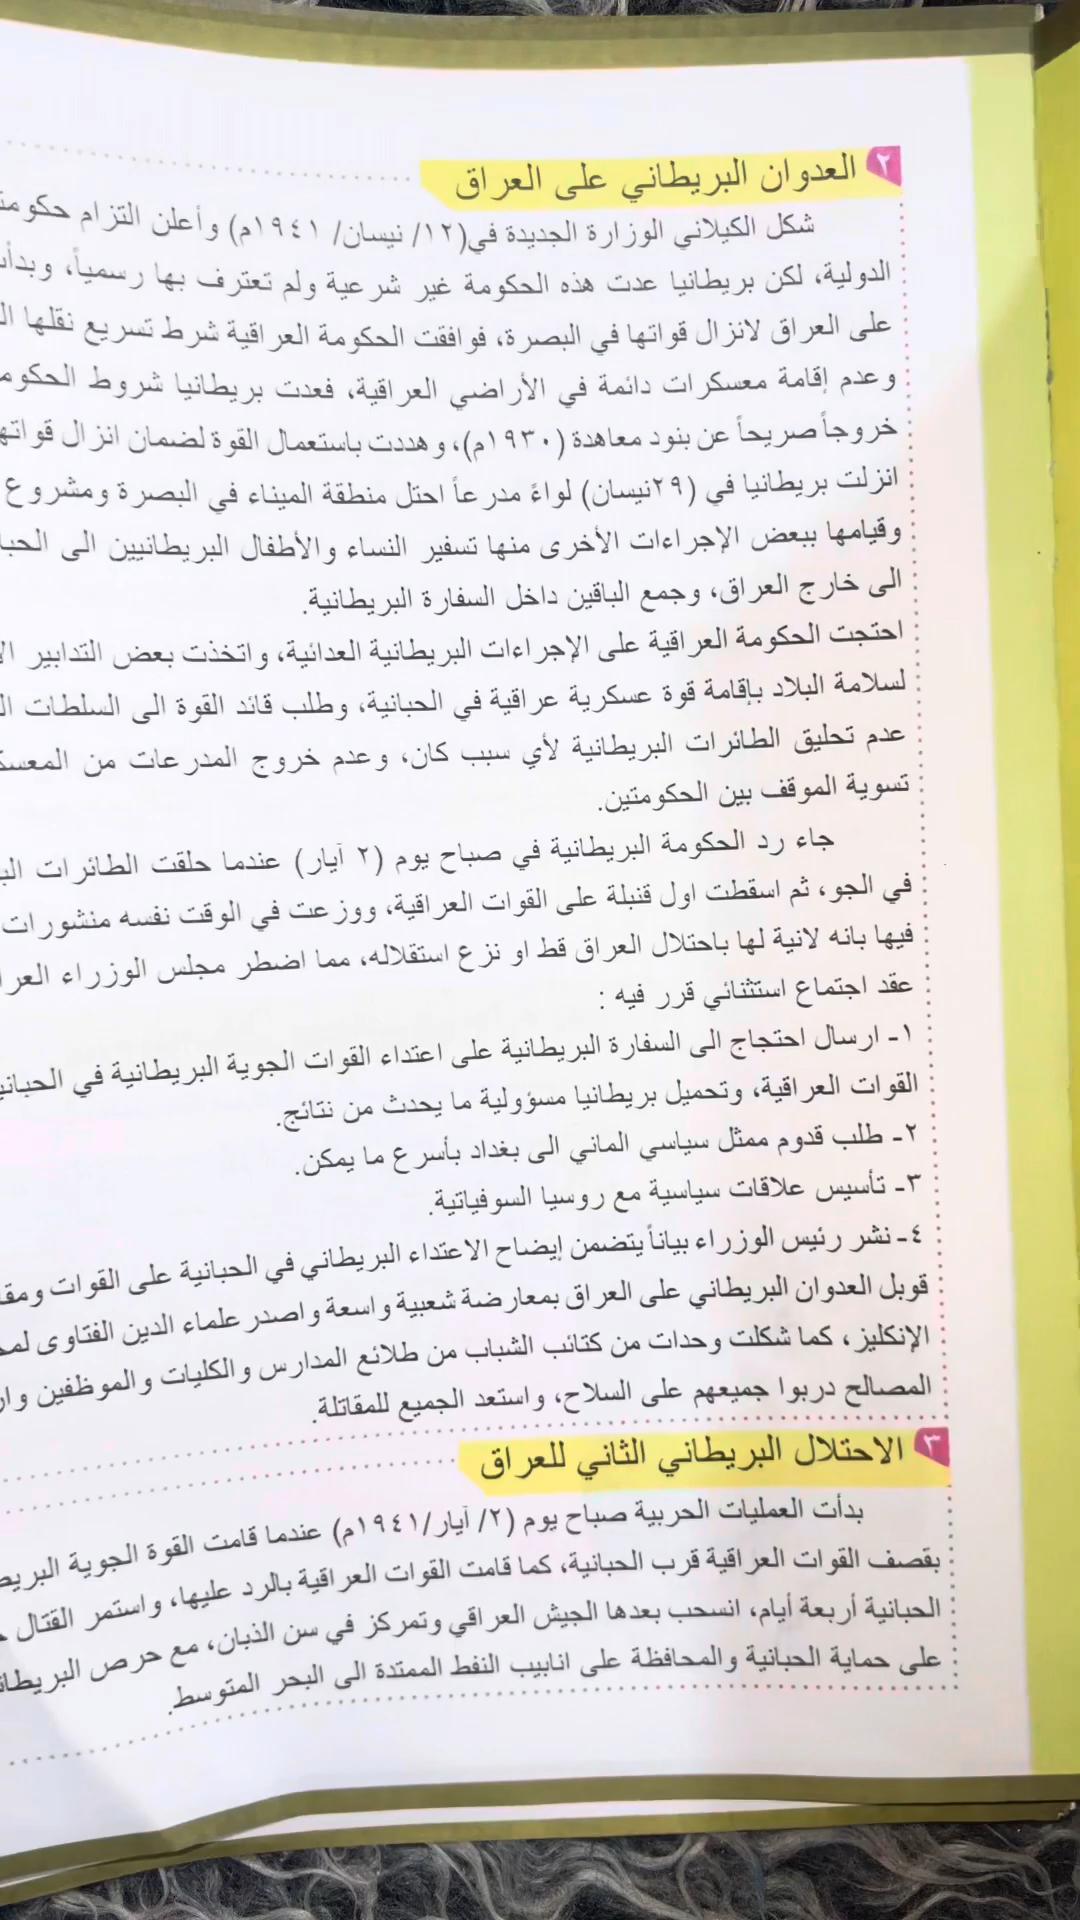 ٢ العدوان البريطاني على العراق
شكل الكيلاني الوزارة الجديدة في(١٢/ نيسان/ ١٩٤١م) وأعلن التزام
الدولية، لكن بريطانيا عدت هذه الحكومة غير شرعية ولم تعترف بها رسمياً،
على العراق لانزال قواتها في البصرة، فوافقت الحكومة العراقية شرط تسريع نقلها
وعدم إقامة معسكرات دائمة في الأراضي العراقية، فعدت بريطانيا شروط
خروجاً صريحاً عن بنود معاهدة (١٩٣٠م)، وهددت باستعمال القوة لضمان انزال
انزلت بريطانيا في (٢٩نيسان) لواءً مدرعاً احتل منطقة الميناء في البصرة ومشروع
وقيامها ببعض الإجراءات الأخرى منها تسفير النساء والأطفال البريطانيين الى
الى خارج العراق، وجمع الباقين داخل السفارة البريطانية.
احتجت الحكومة العراقية على الإجراءات البريطانية العدائية، واتخذت بعض التدابير
لسلامة البلاد بإقامة قوة عسكرية عراقية في الحبانية، وطلب قائد القوة الى السلطات
عدم تحليق الطائرات البريطانية لأي سبب كان، وعدم خروج المدرعات من
تسوية الموقف بين الحكومتين.
جاء رد الحكومة البريطانية في صباح يوم (٢ آيار) عندما حلقت الطائرات
في الجو، ثم اسقطت اول قنبلة على القوات العراقية، ووزعت في الوقت نفسه منشورات
فيها بانه لانية لها باحتلال العراق قط او نزع استقلاله، مما اضطر مجلس الوزراء
عقد اجتماع استثنائي قرر فيه :
١- ارسال احتجاج الى السفارة البريطانية على اعتداء القوات الجوية البريطانية في
القوات العراقية، وتحميل بريطانيا مسؤولية ما يحدث من نتائج.
٢- طلب قدوم ممثل سياسي الماني الى بغداد بأسرع ما يمكن.
٣- تأسيس علاقات سياسية مع روسيا السوفياتية.
٤- نشر رئيس الوزراء بياناً يتضمن إيضاح الاعتداء البريطاني في الحبانية على القوات
قوبل العدوان البريطاني على العراق بمعارضة شعبية واسعة واصدر علماء الدين الفتاوى
الإنكليز، كما شكلت وحدات من كتائب الشباب من طلائع المدارس والكليات والموظفين
المصالح دربوا جميعهم على السلاح، واستعد الجميع للمقاتلة.
٣ الاحتلال البريطاني الثاني للعراق
بدأت العمليات الحربية صباح يوم (٢/ آيار/١٩٤١م) عندما قامت القوة الجوية
بقصف القوات العراقية قرب الحبانية، كما قامت القوات العراقية بالرد عليها، واستمر القتال
الحبانية أربعة أيام، انسحب بعدها الجيش العراقي وتمركز في سن الذبان، مع حرص
على حماية الحبانية والمحافظة على انابيب النفط الممتدة الى البحر المتوسط.